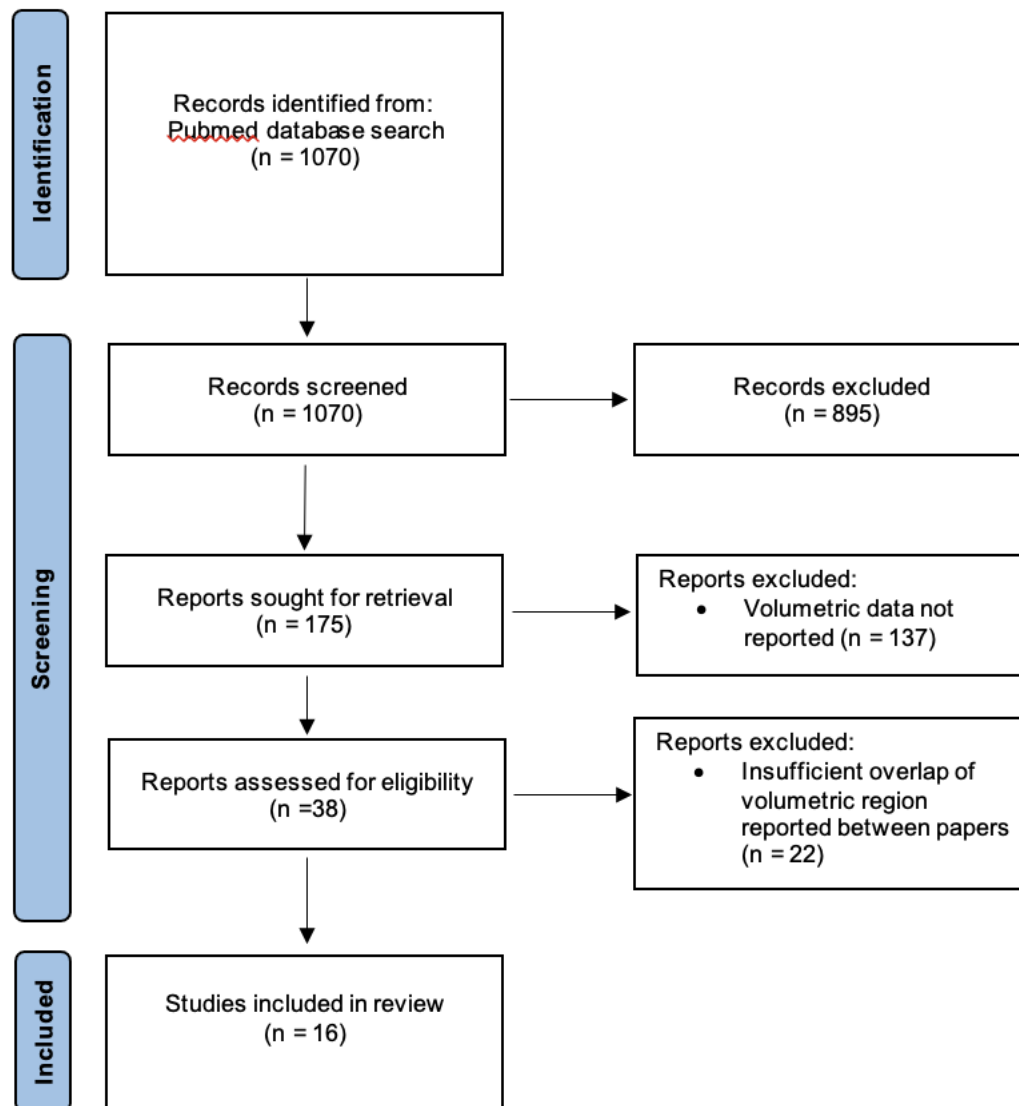 Identification
Records identified from:
Pubmed database search
(n = 1070)
Screening
Records screened
(n = 1070)
Records excluded
(n = 895)
Reports sought for retrieval
(n = 175)
Reports excluded:
• Volumetric data not
reported (n = 137)
Reports assessed for eligibility
(n =38)
Reports excluded:
• Insufficient overlap of
volumetric region
reported between papers
(n = 22)
Included
Studies included in review
(n = 16)